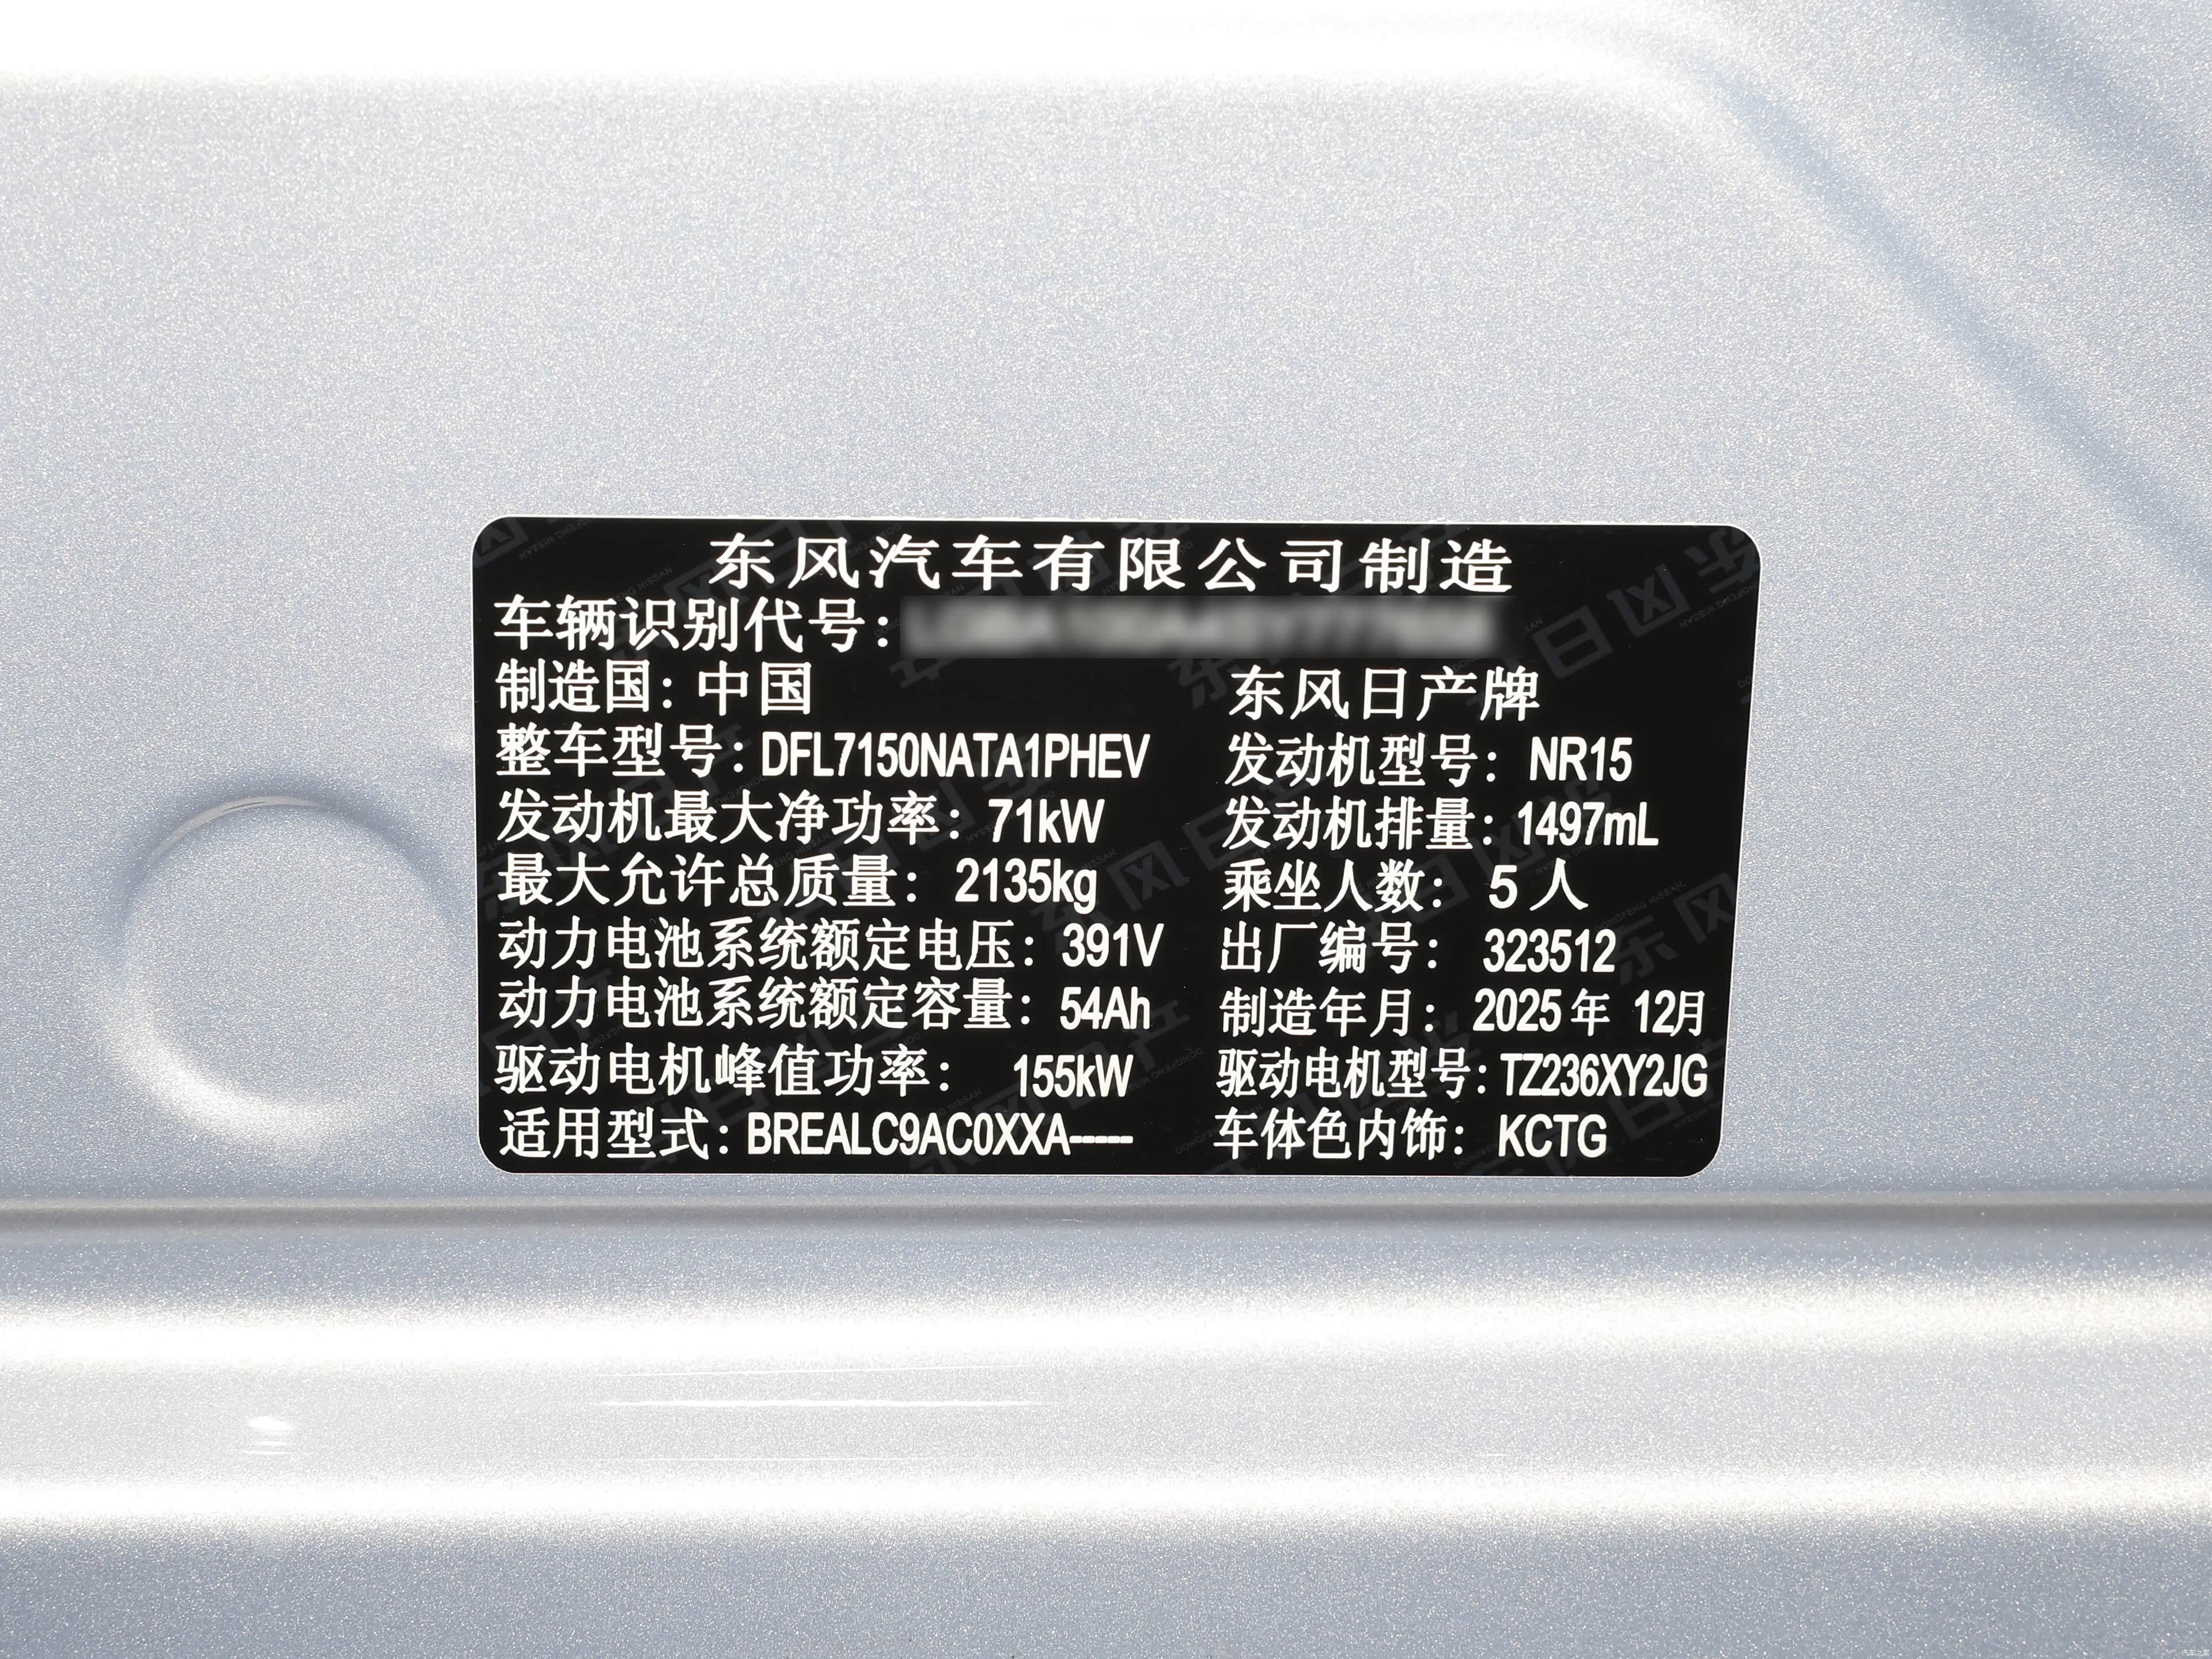 东风汽车有限公司制造
车辆识别代号:
制造国: 中国 东风日产牌
整车型号: DFL7150NATA1PHEV 发动机型号: NR15
发动机最大净功率: 71kW 发动机排量: 1497mL
最大允许总质量: 2135kg 乘坐人数: 5 人
动力电池系统额定电压: 391V 出厂编号: 323512
动力电池系统额定容量: 54Ah 制造年月: 2025 年 12月
驱动电机峰值功率: 155kW 驱动电机型号: TZ236XY2JG
适用型式: BREALC9AC0XXA----- 车体色内饰: KCTG